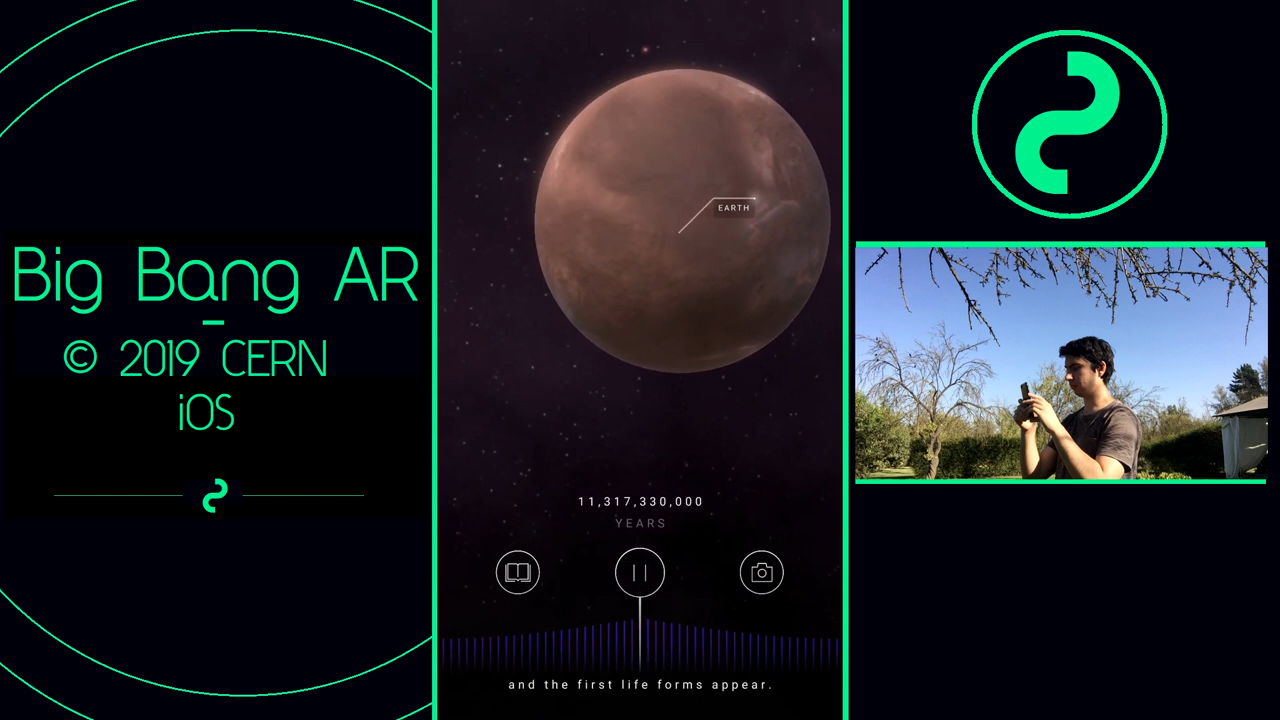 Big Bang AR
© 2019 CERN
iOS
EARTH
11,317,330,000
YEARS
and the first life forms appear.